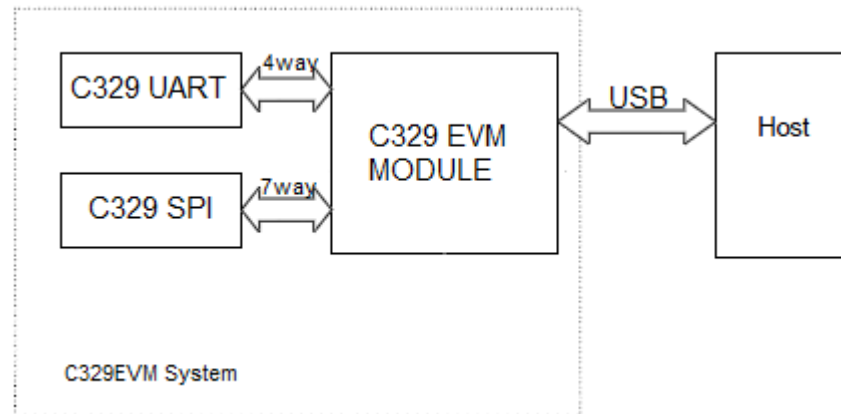 C329 UART
4way
C329 EVM
MODULE
USB
Host
C329 SPI
7way
C329EVM System